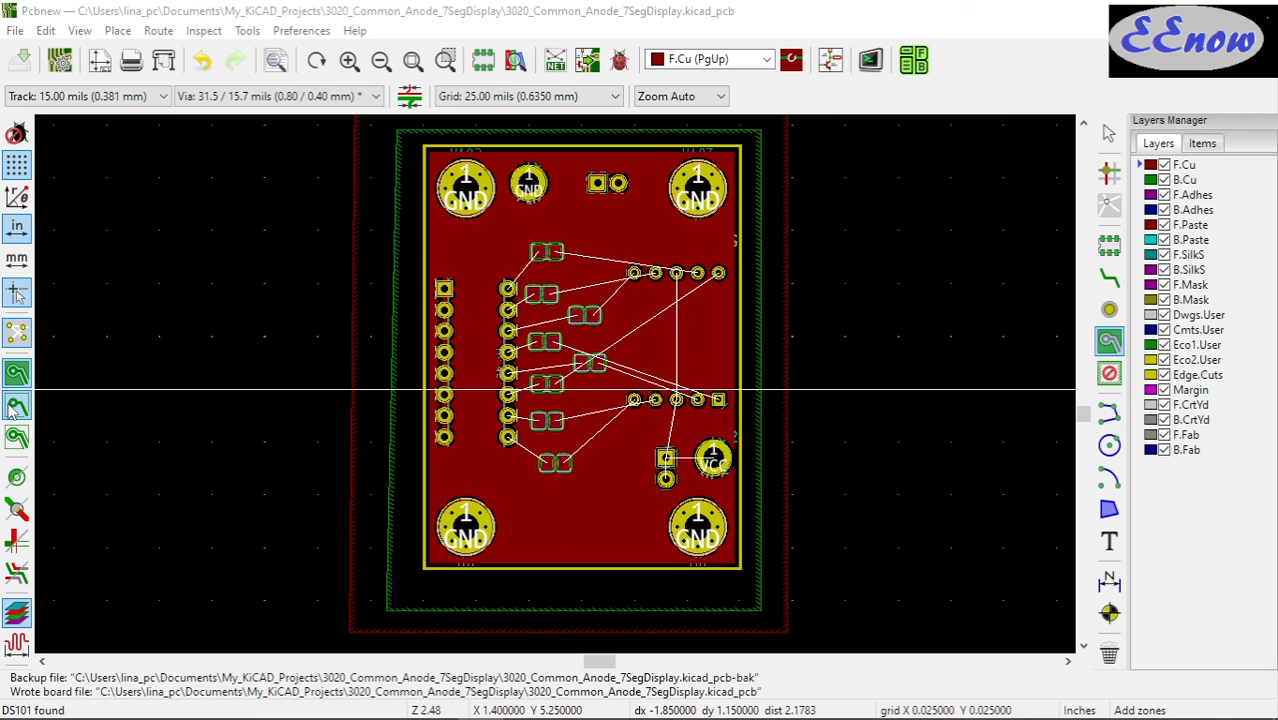 Pcbnew — C:\Users\lina_pc\Documents\My_KiCAD_Projects\3020_Common_Anode_7SegDisplay\3020_Common_Anode_7SegDisplay.kicad_pcb
EEnow
File Edit View Place Route Inspect Tools Preferences Help
NET
F.Cu (PgUp)
Track: 15.00 mils (0.381 mm)
Via: 31.5 / 15.7 mils (0.80 / 0.40 mm) *
Grid: 25.00 mils (0.6350 mm)
Zoom Auto
Layers Manager
Layers Items
F.Cu
B.Cu
F.Adhes
B.Adhes
F.Paste
B.Paste
F.SilkS
B.SilkS
F.Mask
B.Mask
Dwgs.User
Cmts.User
Eco1.User
Eco2.User
Edge.Cuts
Margin
F.CrtYd
B.CrtYd
F.Fab
B.Fab
in
mm
1
GND
GND
1
GND
1
VCC
1
GND
1
GND
T
N
Backup file: "C:\Users\lina_pc\Documents\My_KiCAD_Projects\3020_Common_Anode_7SegDisplay\3020_Common_Anode_7SegDisplay.kicad_pcb-bak"
Wrote board file: "C:\Users\lina_pc\Documents\My_KiCAD_Projects\3020_Common_Anode_7SegDisplay\3020_Common_Anode_7SegDisplay.kicad_pcb"
DS101 found
Z 2.48
X 1.400000 Y 5.250000
dx -1.850000 dy 1.150000 dist 2.1783
grid X 0.025000 Y 0.025000
Inches
Add zones